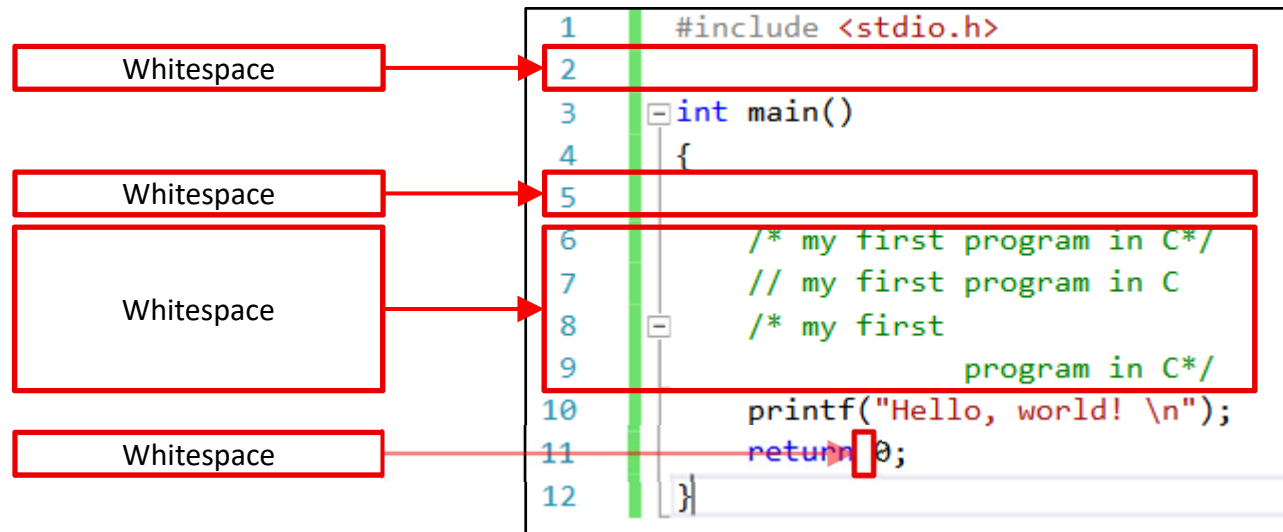 1 #include <stdio.h>
Whitespace 2
3 int main()
4 {
Whitespace 5
6 /* my first program in C*/
7 // my first program in C
Whitespace
8 /* my first
9 program in C*/
10 printf("Hello, world! \n");
Whitespace 11 return 0;
12 }